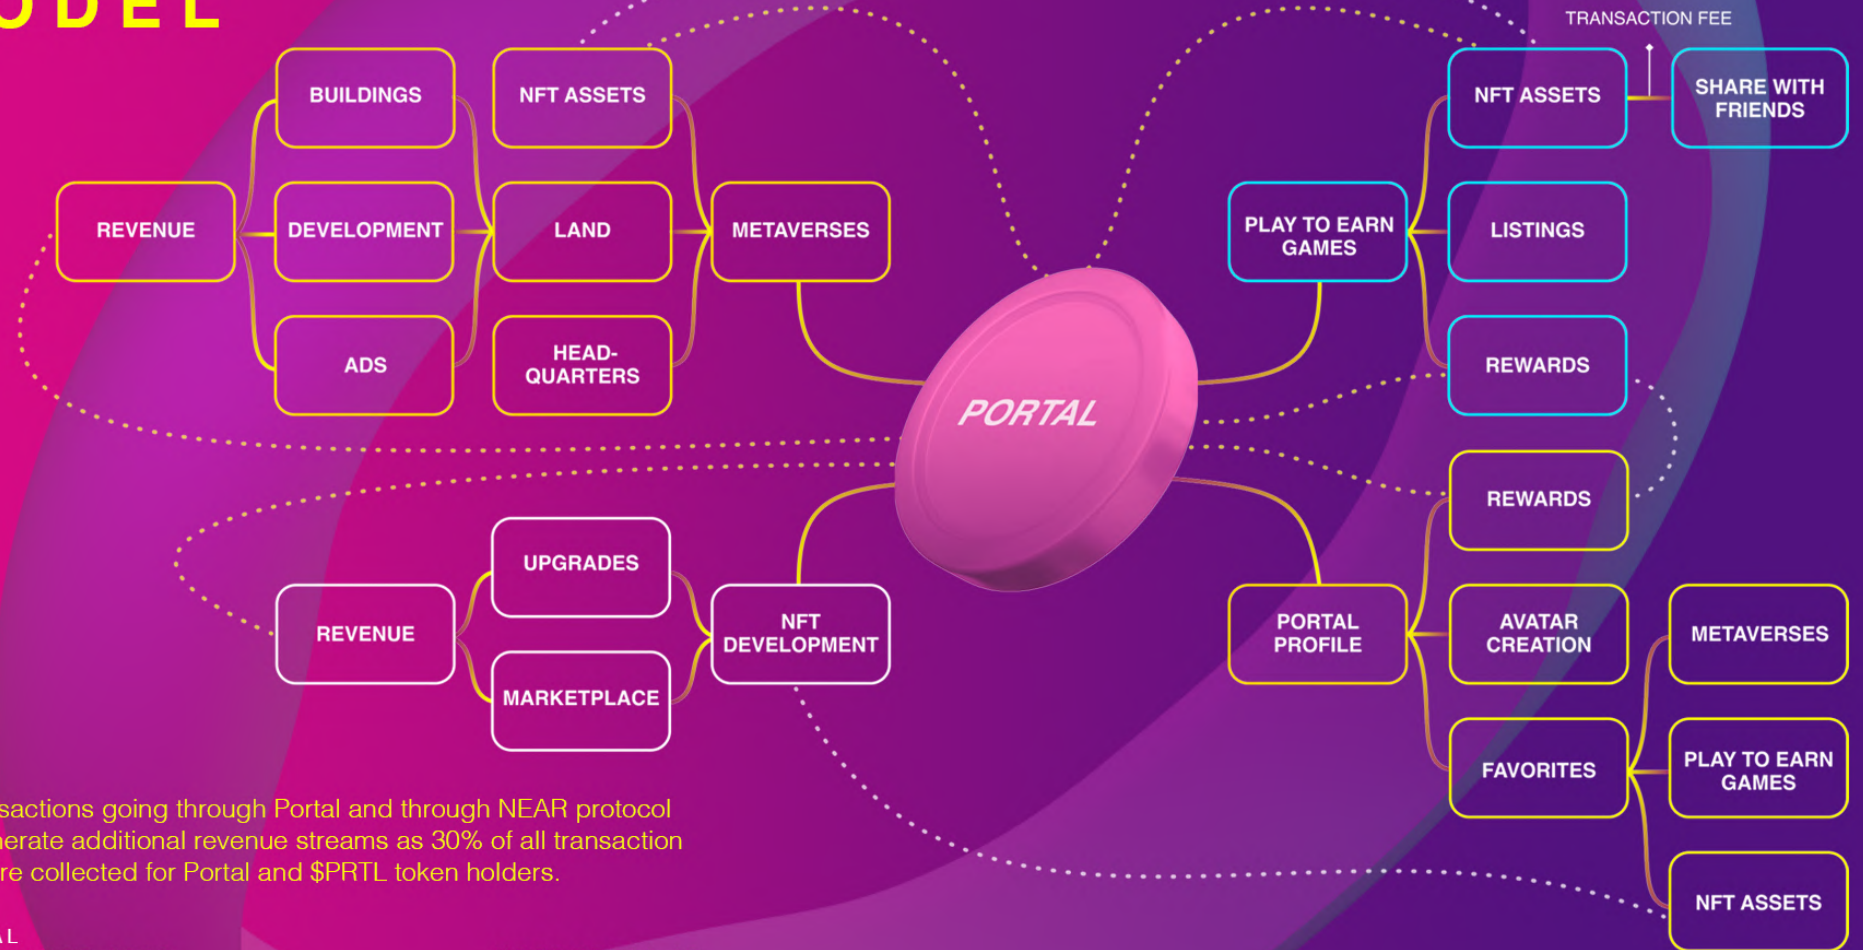 ODEL
TRANSACTION FEE
BUILDINGS
NFT ASSETS
NFT ASSETS
SHARE WITH
FRIENDS
REVENUE
DEVELOPMENT
LAND
METAVERSES
PLAY TO EARN
GAMES
LISTINGS
ADS
HEAD-
QUARTERS
REWARDS
PORTAL
REWARDS
UPGRADES
REVENUE
NFT
DEVELOPMENT
MARKETPLACE
PORTAL
PROFILE
AVATAR
CREATION
METAVERSES
FAVORITES
PLAY TO EARN
GAMES
NFT ASSETS
sactions going through Portal and through NEAR protocol
nerate additional revenue streams as 30% of all transaction
re collected for Portal and $PRTL token holders.
AL